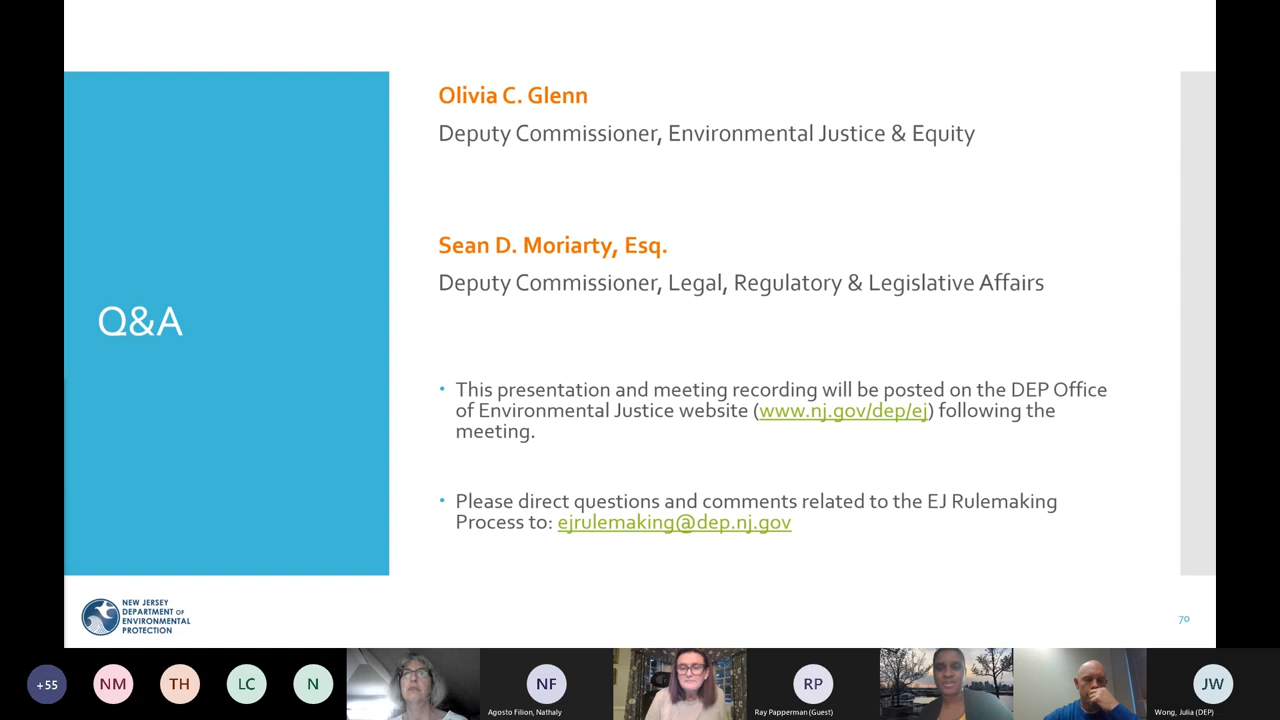 Olivia C. Glenn
Deputy Commissioner, Environmental Justice & Equity
Sean D. Moriarty, Esq.
Deputy Commissioner, Legal, Regulatory & Legislative Affairs
Q&A
• This presentation and meeting recording will be posted on the DEP Office
of Environmental Justice website (www.nj.gov/dep/ej) following the
meeting.
• Please direct questions and comments related to the EJ Rulemaking
Process to: ejrulemaking@dep.nj.gov
NEW JERSEY
DEPARTMENT OF
ENVIRONMENTAL
PROTECTION
70
+55
NM
TH
LC
N
NF
Agosto Filion, Nathaly
RP
Ray Papperman (Guest)
JW
Wong, Julia (DEP)